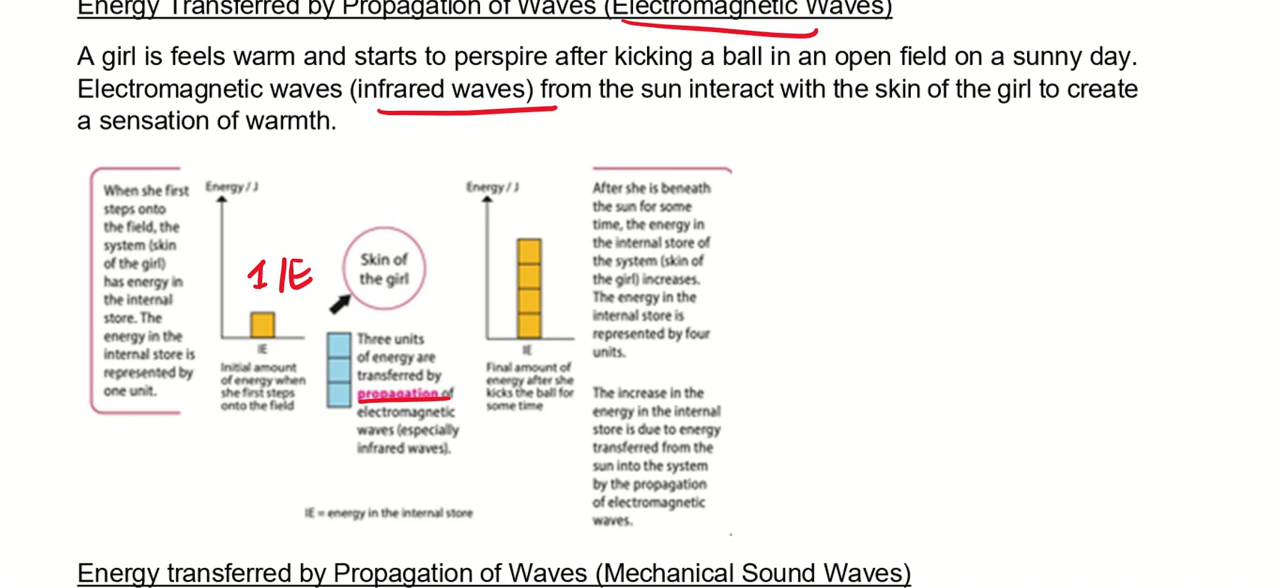 Energy Transferred by Propagation of Waves (Electromagnetic Waves)
A girl is feels warm and starts to perspire after kicking a ball in an open field on a sunny day.
Electromagnetic waves (infrared waves) from the sun interact with the skin of the girl to create
a sensation of warmth.
When she first
steps onto
the field, the
system (skin
of the girl)
has energy in
the internal
store. The
energy in the
internal store is
represented by
one unit.
Energy / J
1 IE
IE
Initial amount
of energy when
she first steps
onto the field
Skin of
the girl
Three units
of energy are
transferred by
propagation of
electromagnetic
waves (especially
infrared waves).
Energy / J
IE
Final amount of
energy after she
kicks the ball for
some time
After she is beneath
the sun for some
time, the energy in
the internal store of
the system (skin of
the girl) increases.
The energy in the
internal store is
represented by four
units.
The increase in the
energy in the internal
store is due to energy
transferred from the
sun into the system
by the propagation
of electromagnetic
waves.
IE = energy in the internal store
Energy transferred by Propagation of Waves (Mechanical Sound Waves)